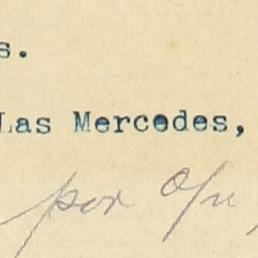 s.
Las Mercedes,
por